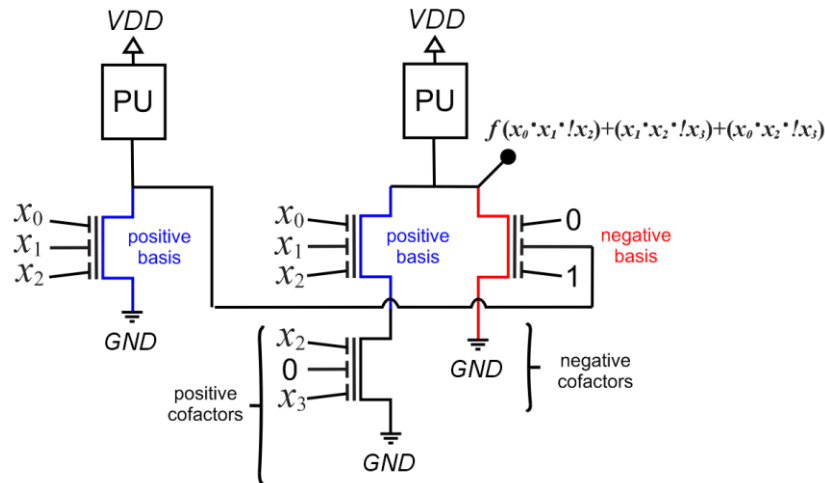 VDD
VDD
PU
PU
f(x₀·x₁·!x₂)+(x₁·x₂·!x₃)+(x₀·x₂·!x₃)
x₀
x₁
x₂
positive
basis
x₀
x₁
x₂
positive
basis
0
1
negative
basis
GND
x₂
0
x₃
GND
positive
cofactors
negative
cofactors
GND